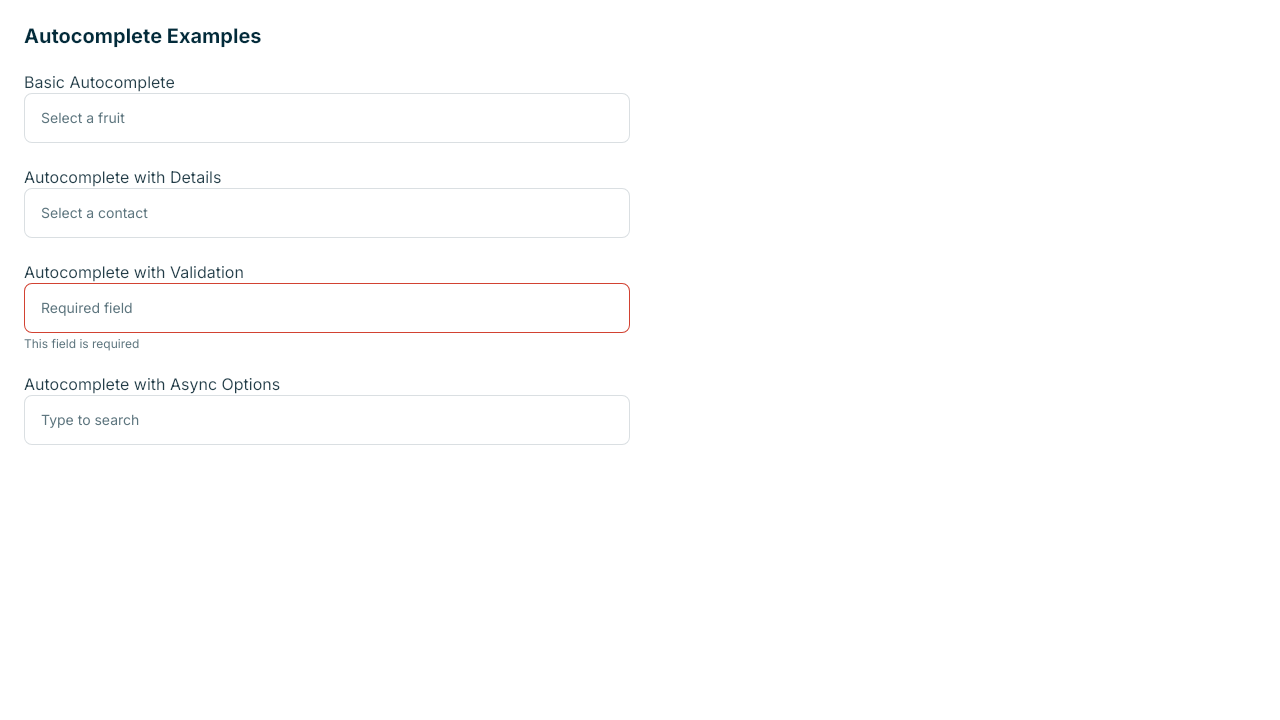 Autocomplete Examples
Basic Autocomplete
Select a fruit
Autocomplete with Details
Select a contact
Autocomplete with Validation
Required field
This field is required
Autocomplete with Async Options
Type to search